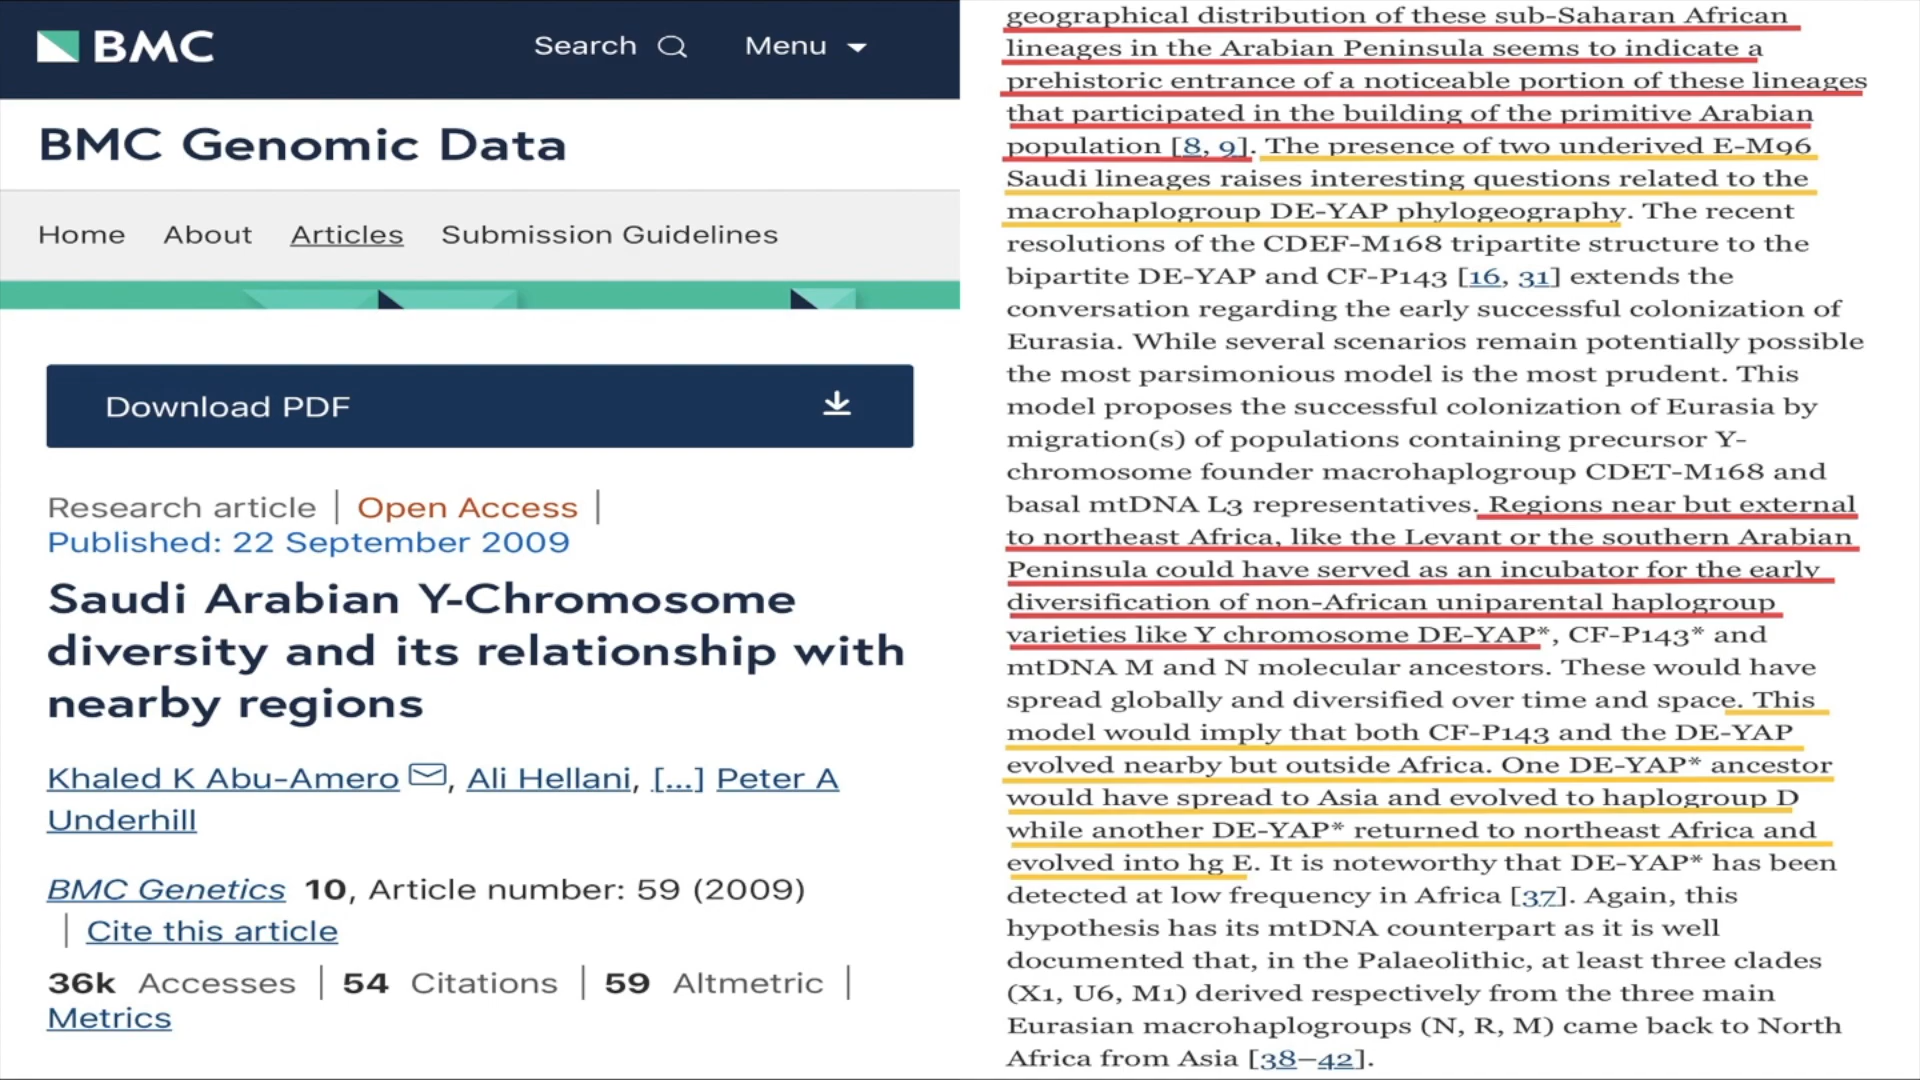 BMC
Search
Menu
BMC Genomic Data
Home About Articles Submission Guidelines
Download PDF
Research article | Open Access |
Published: 22 September 2009
Saudi Arabian Y-Chromosome
diversity and its relationship with
nearby regions
Khaled K Abu-Amero, Ali Hellani, [...] Peter A
Underhill
BMC Genetics 10, Article number: 59 (2009)
| Cite this article
36k Accesses | 54 Citations | 59 Altmetric |
Metrics
geographical distribution of these sub-Saharan African
lineages in the Arabian Peninsula seems to indicate a
prehistoric entrance of a noticeable portion of these lineages
that participated in the building of the primitive Arabian
population [8, 9]. The presence of two underived E-M96
Saudi lineages raises interesting questions related to the
macrohaplogroup DE-YAP phylogeography. The recent
resolutions of the CDEF-M168 tripartite structure to the
bipartite DE-YAP and CF-P143 [16, 31] extends the
conversation regarding the early successful colonization of
Eurasia. While several scenarios remain potentially possible
the most parsimonious model is the most prudent. This
model proposes the successful colonization of Eurasia by
migration(s) of populations containing precursor Y-
chromosome founder macrohaplogroup CDET-M168 and
basal mtDNA L3 representatives. Regions near but external
to northeast Africa, like the Levant or the southern Arabian
Peninsula could have served as an incubator for the early
diversification of non-African uniparental haplogroup
varieties like Y chromosome DE-YAP*, CF-P143* and
mtDNA M and N molecular ancestors. These would have
spread globally and diversified over time and space. This
model would imply that both CF-P143 and the DE-YAP
evolved nearby but outside Africa. One DE-YAP* ancestor
would have spread to Asia and evolved to haplogroup D
while another DE-YAP* returned to northeast Africa and
evolved into hg E. It is noteworthy that DE-YAP* has been
detected at low frequency in Africa [37]. Again, this
hypothesis has its mtDNA counterpart as it is well
documented that, in the Palaeolithic, at least three clades
(X1, U6, M1) derived respectively from the three main
Eurasian macrohaplogroups (N, R, M) came back to North
Africa from Asia [38–42].